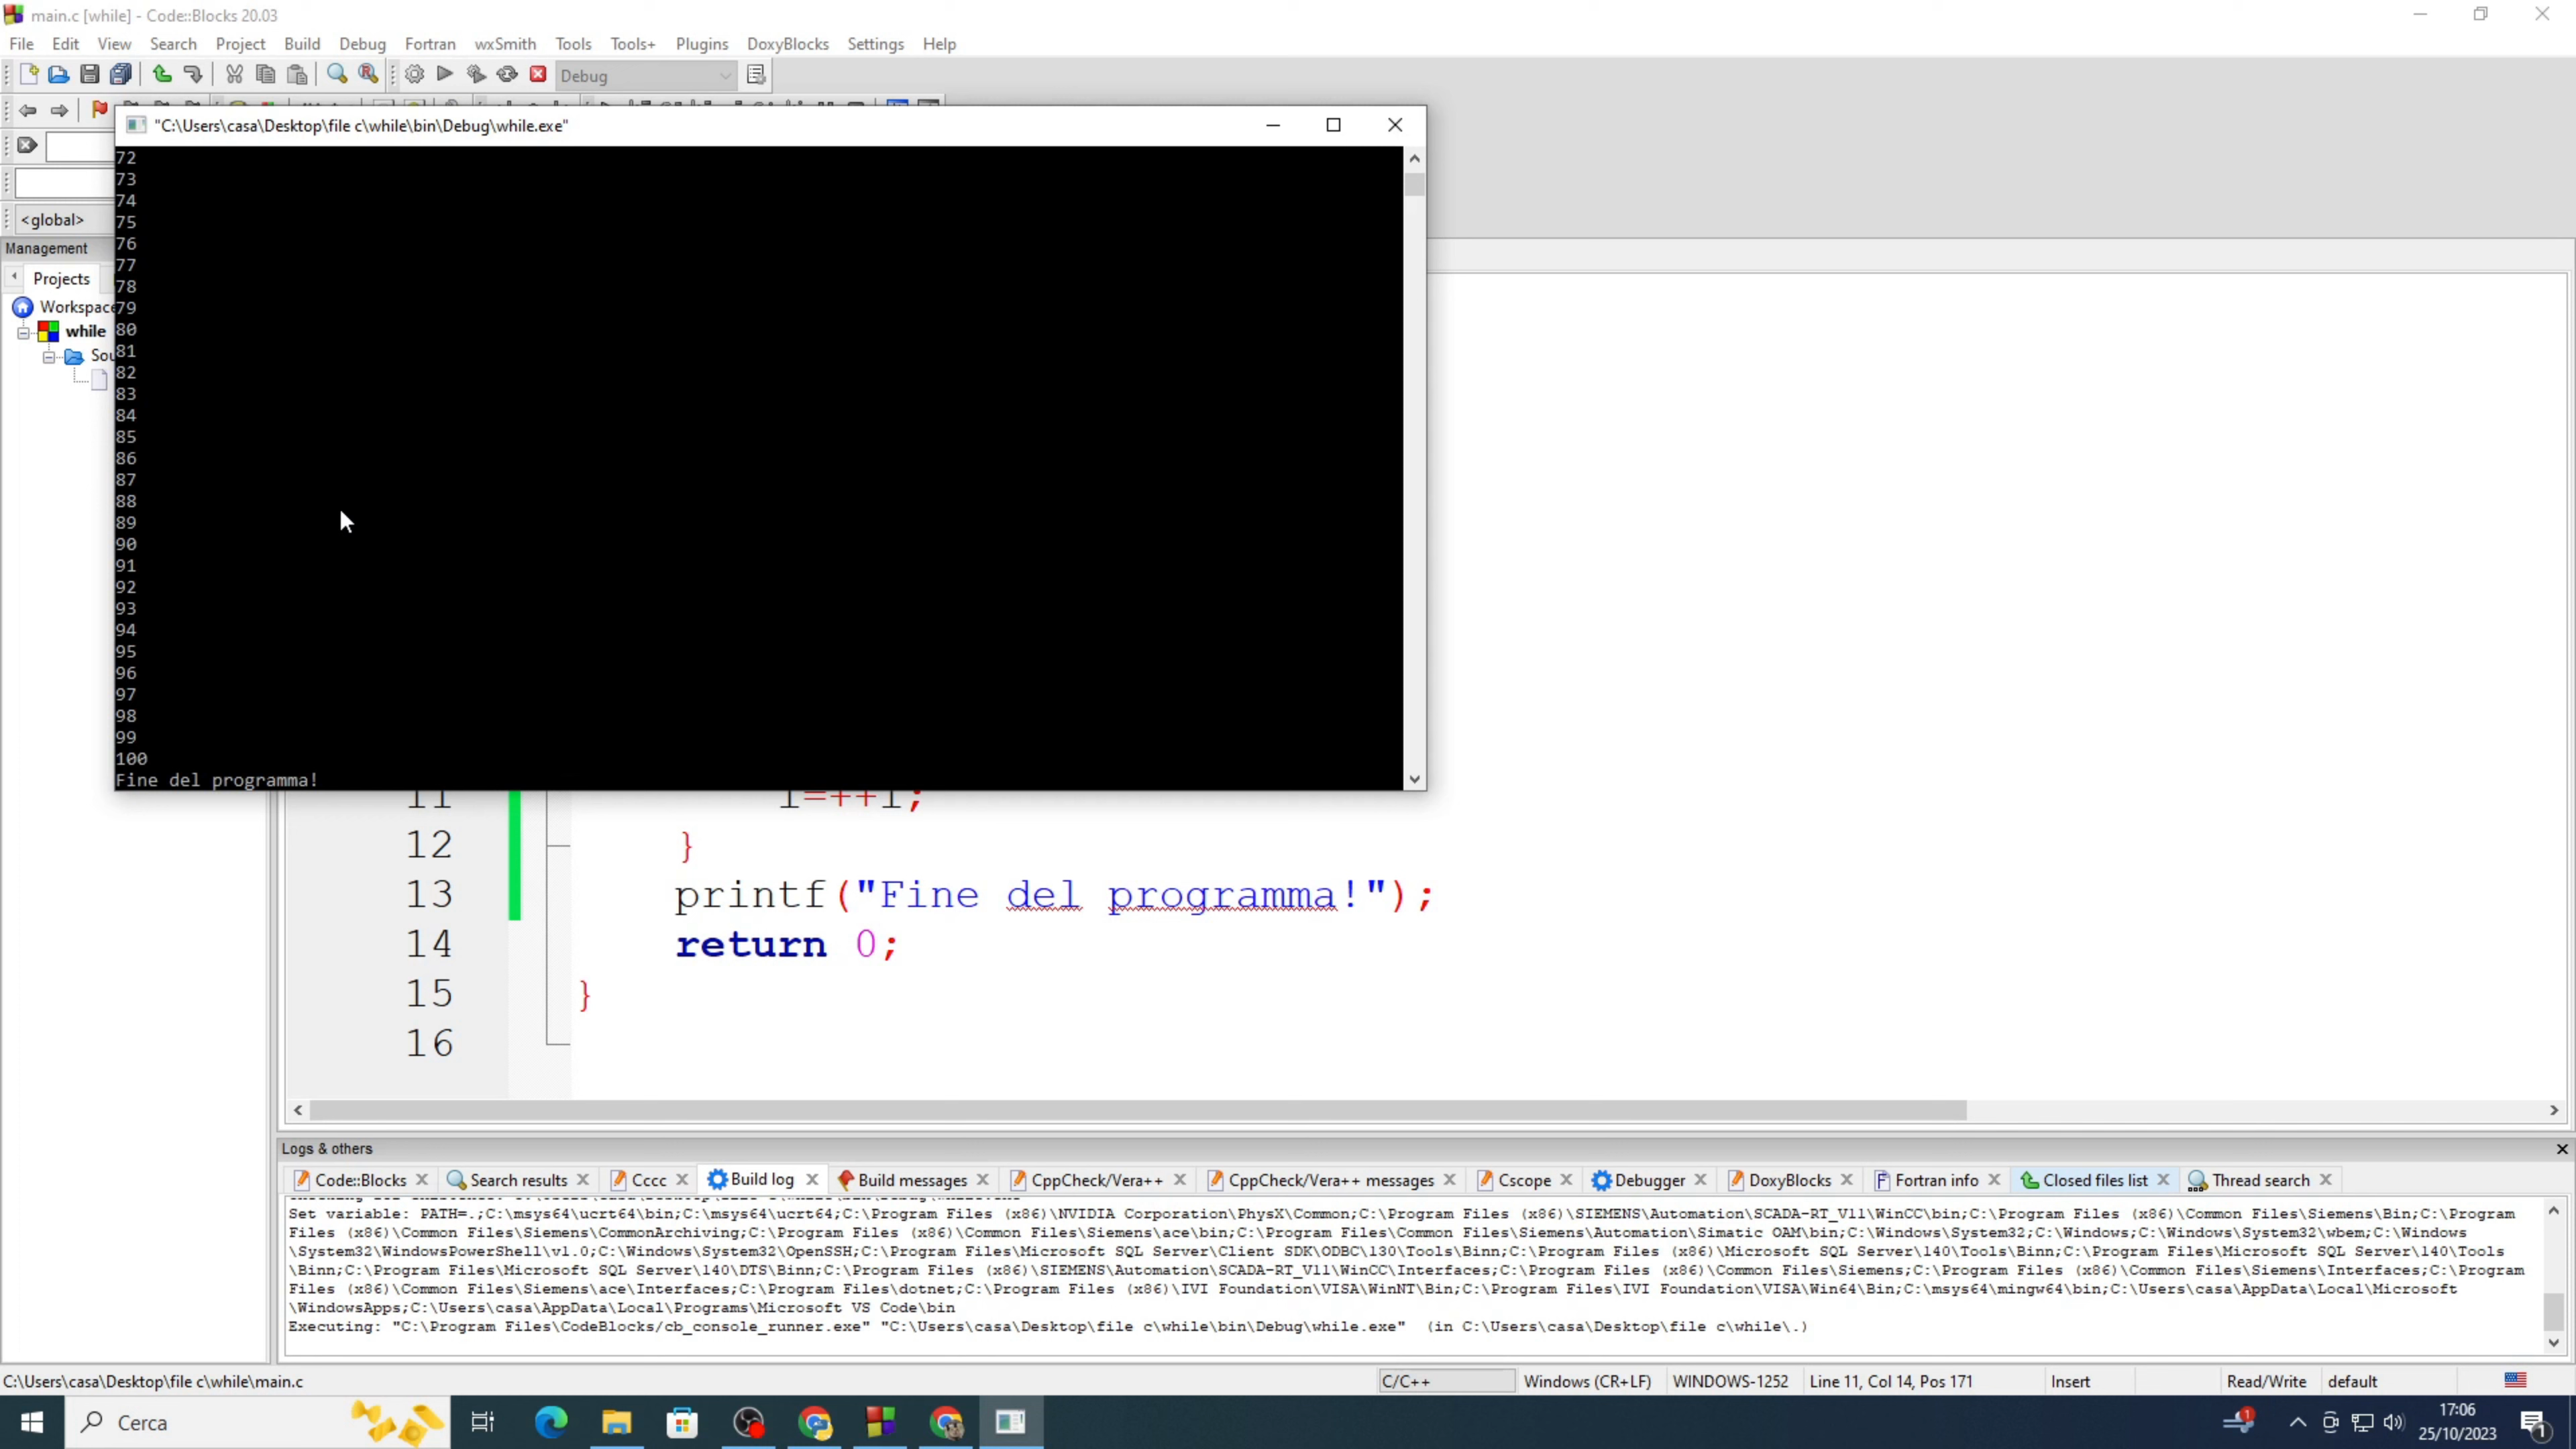 main.c [while] - Code::Blocks 20.03
File Edit View Search Project Build Debug Fortran wxSmith Tools Tools+ Plugins DoxyBlocks Settings Help
Debug
"C:\Users\casa\Desktop\file c\while\bin\Debug\while.exe"
<global>
Management
Projects
Workspace
while
Sou
72
73
74
75
76
77
78
79
80
81
82
83
84
85
86
87
88
89
90
91
92
93
94
95
96
97
98
99
100
Fine del programma!
11 i=++i;
12 }
13 printf("Fine del programma!");
14 return 0;
15 }
16
Logs & others
Code::Blocks Search results Cccc Build log Build messages CppCheck/Vera++ CppCheck/Vera++ messages Cscope Debugger DoxyBlocks Fortran info Closed files list Thread search
Set variable: PATH=.;C:\msys64\ucrt64\bin;C:\msys64\ucrt64;C:\Program Files (x86)\NVIDIA Corporation\PhysX\Common;C:\Program Files (x86)\SIEMENS\Automation\SCADA-RT_V11\WinCC\bin;C:\Program Files (x86)\Common Files\Siemens\Bin;C:\Program
Files (x86)\Common Files\Siemens\CommonArchiving;C:\Program Files (x86)\Common Files\Siemens\ace\bin;C:\Program Files\Common Files\Siemens\Automation\Simatic OAM\bin;C:\Windows\System32;C:\Windows;C:\Windows\System32\wbem;C:\Windows
\System32\WindowsPowerShell\v1.0;C:\Windows\System32\OpenSSH;C:\Program Files\Microsoft SQL Server\Client SDK\ODBC\130\Tools\Binn;C:\Program Files (x86)\Microsoft SQL Server\140\Tools\Binn;C:\Program Files\Microsoft SQL Server\140\Tools
\Binn;C:\Program Files\Microsoft SQL Server\140\DTS\Binn;C:\Program Files (x86)\SIEMENS\Automation\SCADA-RT_V11\WinCC\Interfaces;C:\Program Files (x86)\Common Files\Siemens;C:\Program Files (x86)\Common Files\Siemens\Interfaces;C:\Program
Files (x86)\Common Files\Siemens\ace\Interfaces;C:\Program Files\dotnet;C:\Program Files (x86)\IVI Foundation\VISA\WinNT\Bin;C:\Program Files\IVI Foundation\VISA\Win64\Bin;C:\msys64\mingw64\bin;C:\Users\casa\AppData\Local\Microsoft
\WindowsApps;C:\Users\casa\AppData\Local\Programs\Microsoft VS Code\bin
Executing: "C:\Program Files\CodeBlocks/cb_console_runner.exe" "C:\Users\casa\Desktop\file c\while\bin\Debug\while.exe" (in C:\Users\casa\Desktop\file c\while\.)
C:\Users\casa\Desktop\file c\while\main.c C/C++ Windows (CR+LF) WINDOWS-1252 Line 11, Col 14, Pos 171 Insert Read/Write default
Cerca
17:06
25/10/2023
1
1